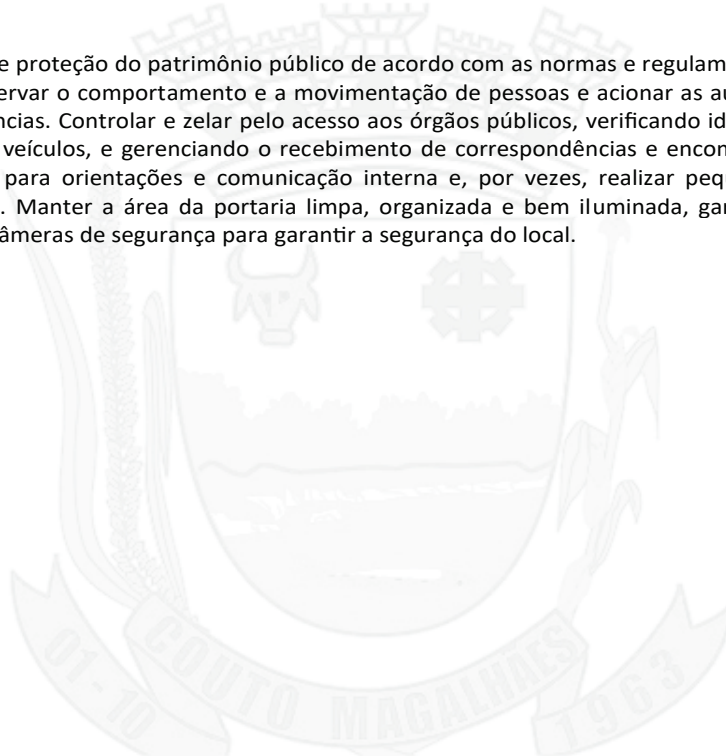 e proteção do patrimônio público de acordo com as normas e regulam
ervar o comportamento e a movimentação de pessoas e acionar as au
ncias. Controlar e zelar pelo acesso aos órgãos públicos, verificando id
veículos, e gerenciando o recebimento de correspondências e encon
para orientações e comunicação interna e, por vezes, realizar peq
. Manter a área da portaria limpa, organizada e bem iluminada, gar
âmeras de segurança para garantir a segurança do local.
01-10
COUTO MAGALHÃES
1963